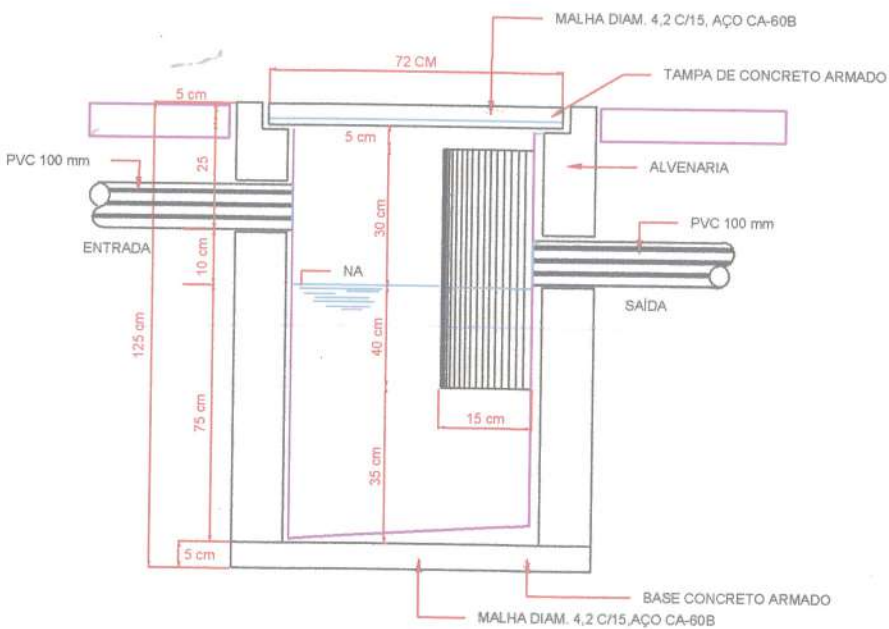 MALHA DIAM. 4,2 C/15, AÇO CA-60B
72 CM
TAMPA DE CONCRETO ARMADO
5 cm
5 cm
PVC 100 mm
25
ALVENARIA
30 cm
PVC 100 mm
ENTRADA
10 cm
NA
SAÍDA
125 cm
40 cm
75 cm
15 cm
35 cm
5 cm
BASE CONCRETO ARMADO
MALHA DIAM. 4,2 C/15,AÇO CA-60B